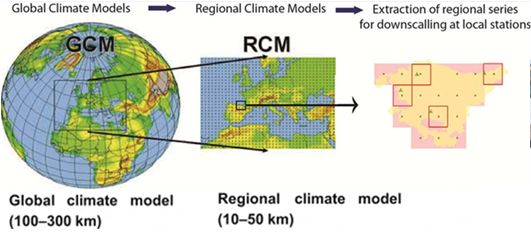 Global Climate Models
Regional Climate Models
Extraction of regional series
for downscalling at local stations
GCM
RCM
Global climate model
(100–300 km)
Regional climate model
(10–50 km)